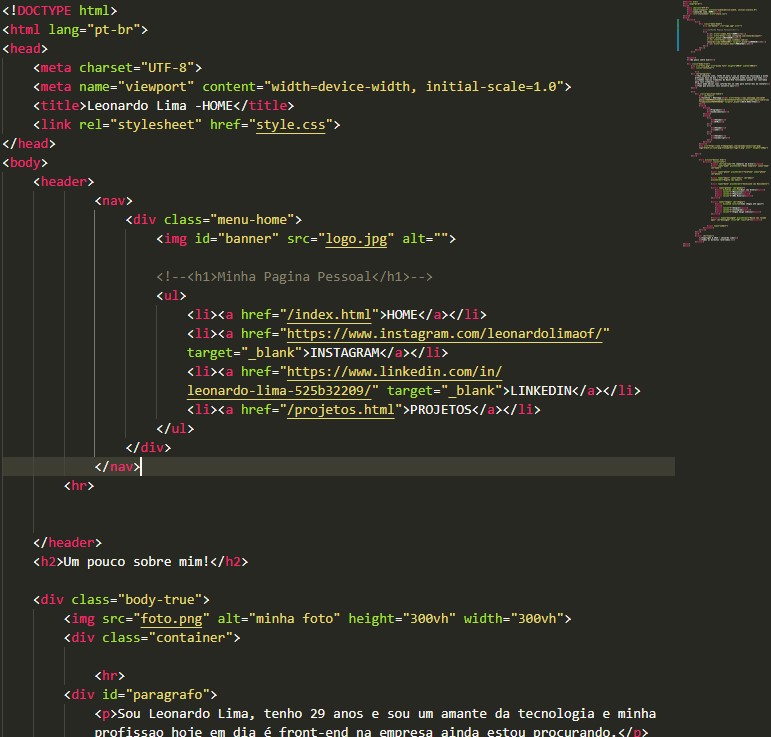 <!DOCTYPE html>
<html lang="pt-br">
<head>
    <meta charset="UTF-8">
    <meta name="viewport" content="width=device-width, initial-scale=1.0">
    <title>Leonardo Lima -HOME</title>
    <link rel="stylesheet" href="style.css">
</head>
<body>
    <header>
        <nav>
            <div class="menu-home">
                <img id="banner" src="logo.jpg" alt="">
                <!--<h1>Minha Pagina Pessoal</h1>-->
                <ul>
                    <li><a href="/index.html">HOME</a></li>
                    <li><a href="https://www.instagram.com/leonardolimaof/"
                    target="_blank">INSTAGRAM</a></li>
                    <li><a href="https://www.linkedin.com/in/
                    leonardo-lima-525b32209/" target="_blank">LINKEDIN</a></li>
                    <li><a href="/projetos.html">PROJETOS</a></li>
                </ul>
            </div>
        </nav>
        <hr>
    </header>
    <h2>Um pouco sobre mim!</h2>
    <div class="body-true">
        <img src="foto.png" alt="minha foto" height="300vh" width="300vh">
        <div class="container">
            <hr>
        <div id="paragrafo">
            <p>Sou Leonardo Lima, tenho 29 anos e sou um amante da tecnologia e minha
            profissao hoje em dia é front-end na empresa ainda estou procurando.</p>